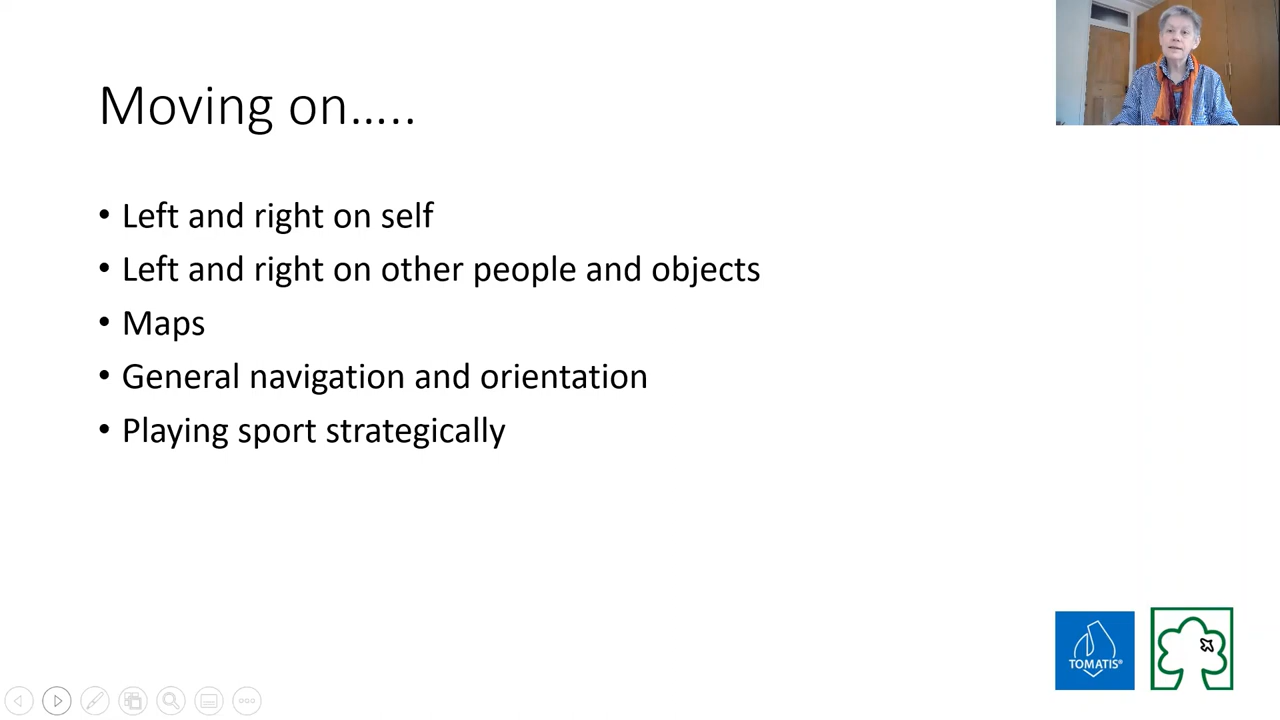 Moving on…..
• Left and right on self
• Left and right on other people and objects
• Maps
• General navigation and orientation
• Playing sport strategically
TOMATIS®